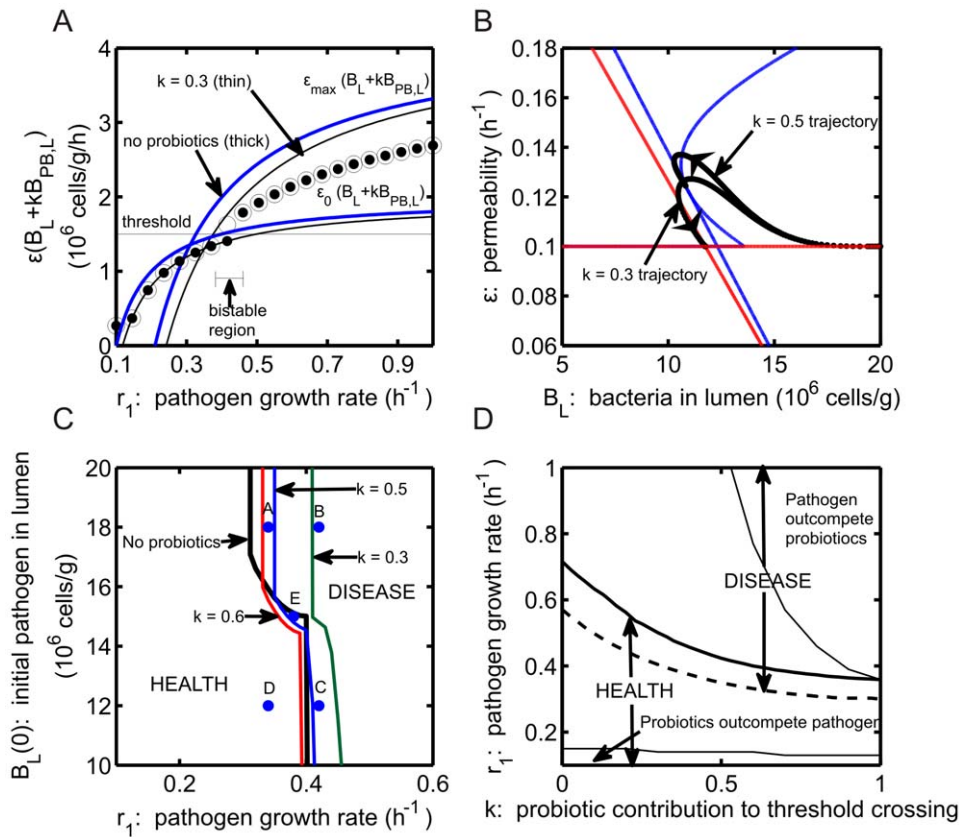 A
4
3
2
1
0
ε(B_L+kB_PB,L)
(10^6 cells/g/h)
k = 0.3 (thin)
no probiotics (thick)
ε_max (B_L+kB_PB,L)
ε_0 (B_L+kB_PB,L)
threshold
bistable
region
0.1 0.3 0.5 0.7 0.9
r_1: pathogen growth rate (h^-1)
B
0.18
0.16
0.14
0.12
0.1
0.08
0.06
ε: permeability (h^-1)
k = 0.5 trajectory
k = 0.3 trajectory
5 10 15 20
B_L: bacteria in lumen (10^6 cells/g)
C
20
18
16
14
12
10
B_L(0): initial pathogen in lumen
(10^6 cells/g)
k = 0.5
A
B
No probiotics
k = 0.3
DISEASE
E
k = 0.6
HEALTH
D
C
0.2 0.4 0.6
r_1: pathogen growth rate (h^-1)
D
1
0.8
0.6
0.4
0.2
r_1: pathogen growth rate (h^-1)
Pathogen
outcompete
probiotiocs
DISEASE
HEALTH
Probiotics outcompete pathogen
0 0.5 1
k: probiotic contribution to threshold crossing